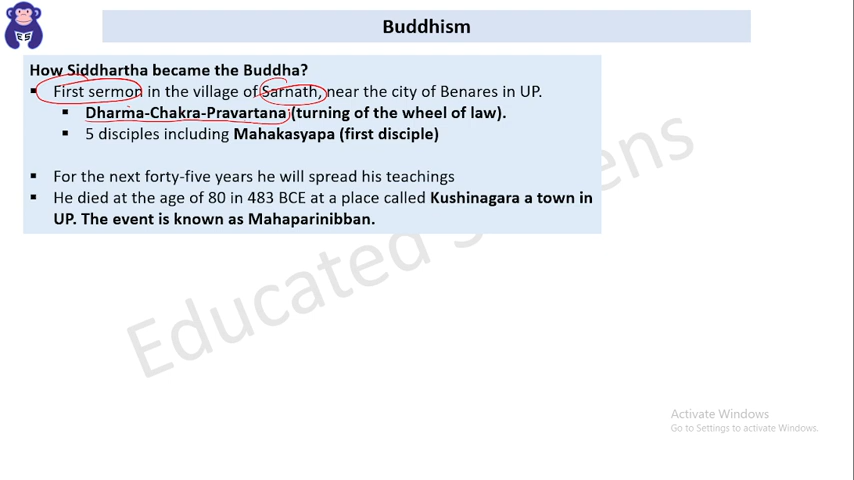 Buddhism
How Siddhartha became the Buddha?
▪ First sermon in the village of Sarnath, near the city of Benares in UP.
▪ Dharma-Chakra-Pravartana (turning of the wheel of law).
▪ 5 disciples including Mahakasyapa (first disciple)
▪ For the next forty-five years he will spread his teachings
▪ He died at the age of 80 in 483 BCE at a place called Kushinagara a town in
UP. The event is known as Mahaparinibban.
Educated
ens
Activate Windows
Go to Settings to activate Windows.